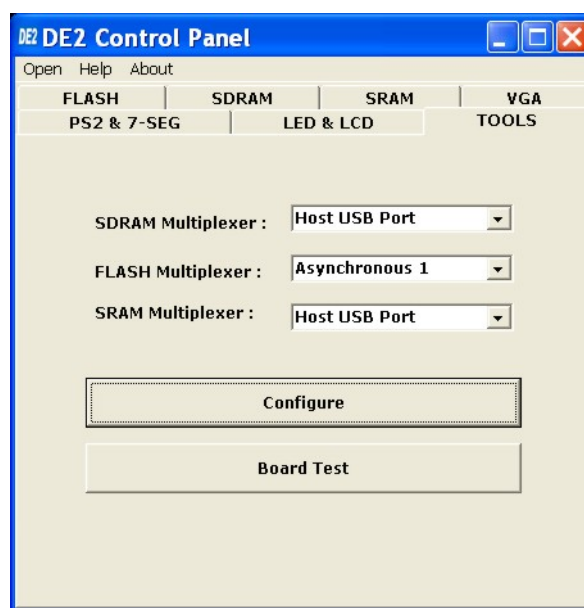 DE2 DE2 Control Panel
Open Help About
FLASH SDRAM SRAM VGA
PS2 & 7-SEG LED & LCD TOOLS
SDRAM Multiplexer : Host USB Port
FLASH Multiplexer : Asynchronous 1
SRAM Multiplexer : Host USB Port
Configure
Board Test